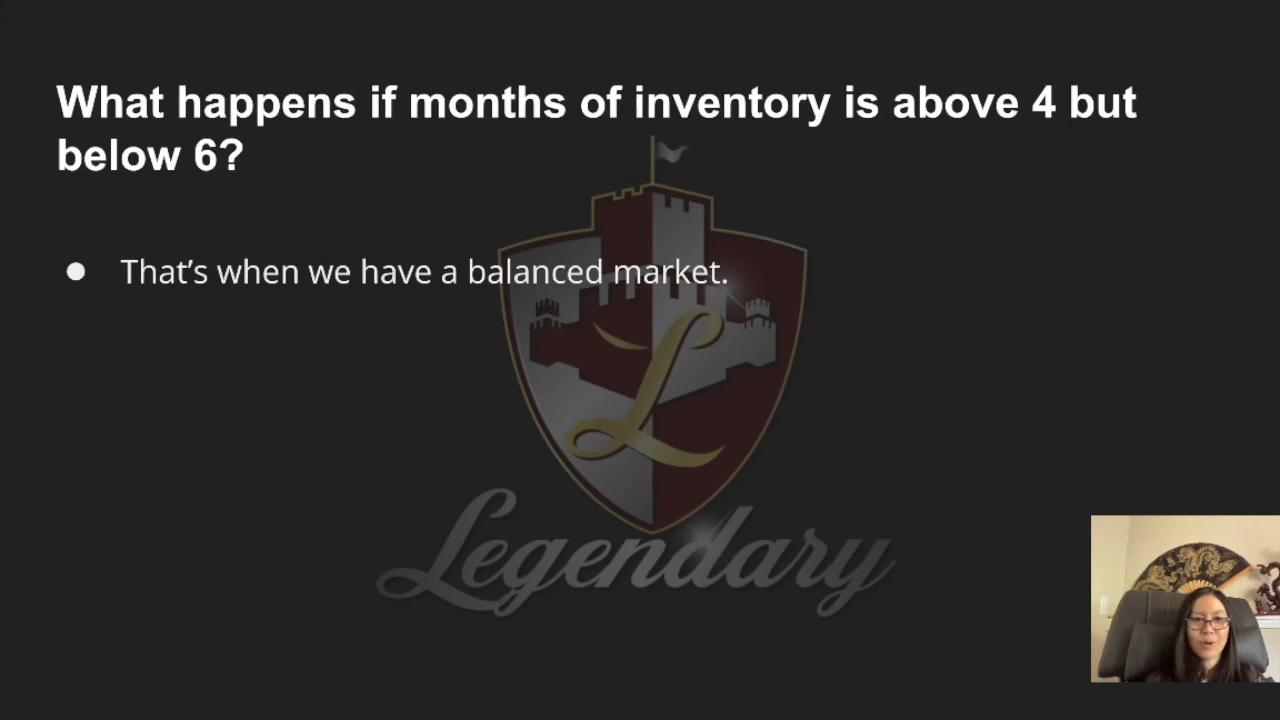 What happens if months of inventory is above 4 but
below 6?
● That’s when we have a balanced market.
L
Legendary